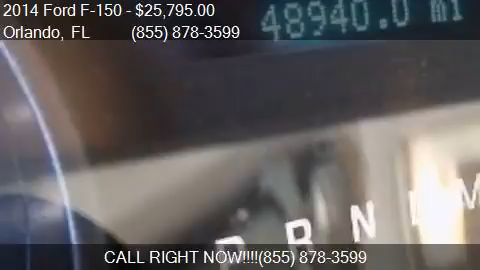 2014 Ford F-150 - $25,795.00
Orlando, FL (855) 878-3599
48940.0 mi
P R N D M
CALL RIGHT NOW!!!!(855) 878-3599